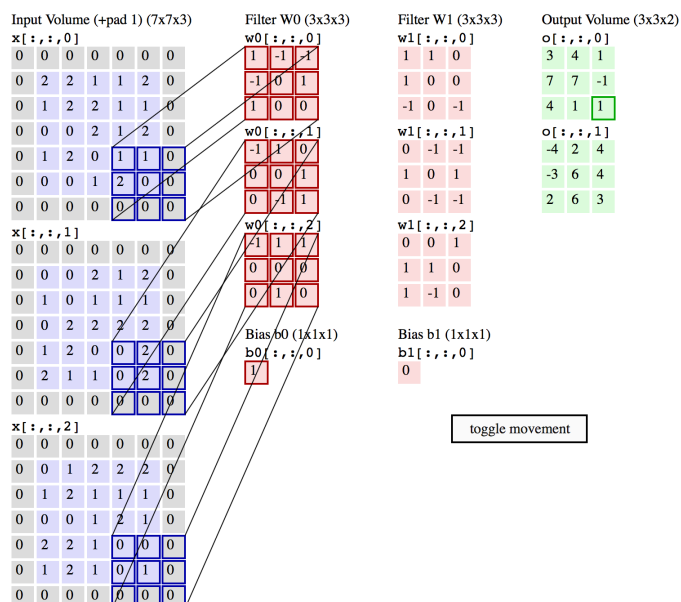 Input Volume (+pad 1) (7x7x3)
x[:,:,0]
0 0 0 0 0 0 0
0 2 2 1 1 2 0
0 1 2 2 1 1 0
0 0 0 2 1 2 0
0 1 2 0 1 1 0
0 0 0 1 2 0 0
0 0 0 0 0 0 0
x[:,:,1]
0 0 0 0 0 0 0
0 0 0 2 1 2 0
0 1 0 1 1 1 0
0 0 2 2 2 2 0
0 1 2 0 0 2 0
0 2 1 1 0 2 0
0 0 0 0 0 0 0
x[:,:,2]
0 0 0 0 0 0 0
0 0 1 2 2 2 0
0 1 2 1 1 1 0
0 0 0 1 2 1 0
0 2 2 1 0 0 0
0 1 2 1 0 1 0
0 0 0 0 0 0 0
Filter W0 (3x3x3)
w0[:,:,0]
1 -1 -1
-1 0 1
1 0 0
w0[:,:,1]
-1 1 0
0 0 1
0 -1 1
w0[:,:,2]
-1 1 1
0 0 0
0 1 0
Bias b0 (1x1x1)
b0[:,:,0]
1
Filter W1 (3x3x3)
w1[:,:,0]
1 1 0
1 0 0
-1 0 -1
w1[:,:,1]
0 -1 -1
1 0 1
0 -1 -1
w1[:,:,2]
0 0 1
1 1 0
1 -1 0
Bias b1 (1x1x1)
b1[:,:,0]
0
Output Volume (3x3x2)
o[:,:,0]
3 4 1
7 7 -1
4 1 1
o[:,:,1]
-4 2 4
-3 6 4
2 6 3
toggle movement